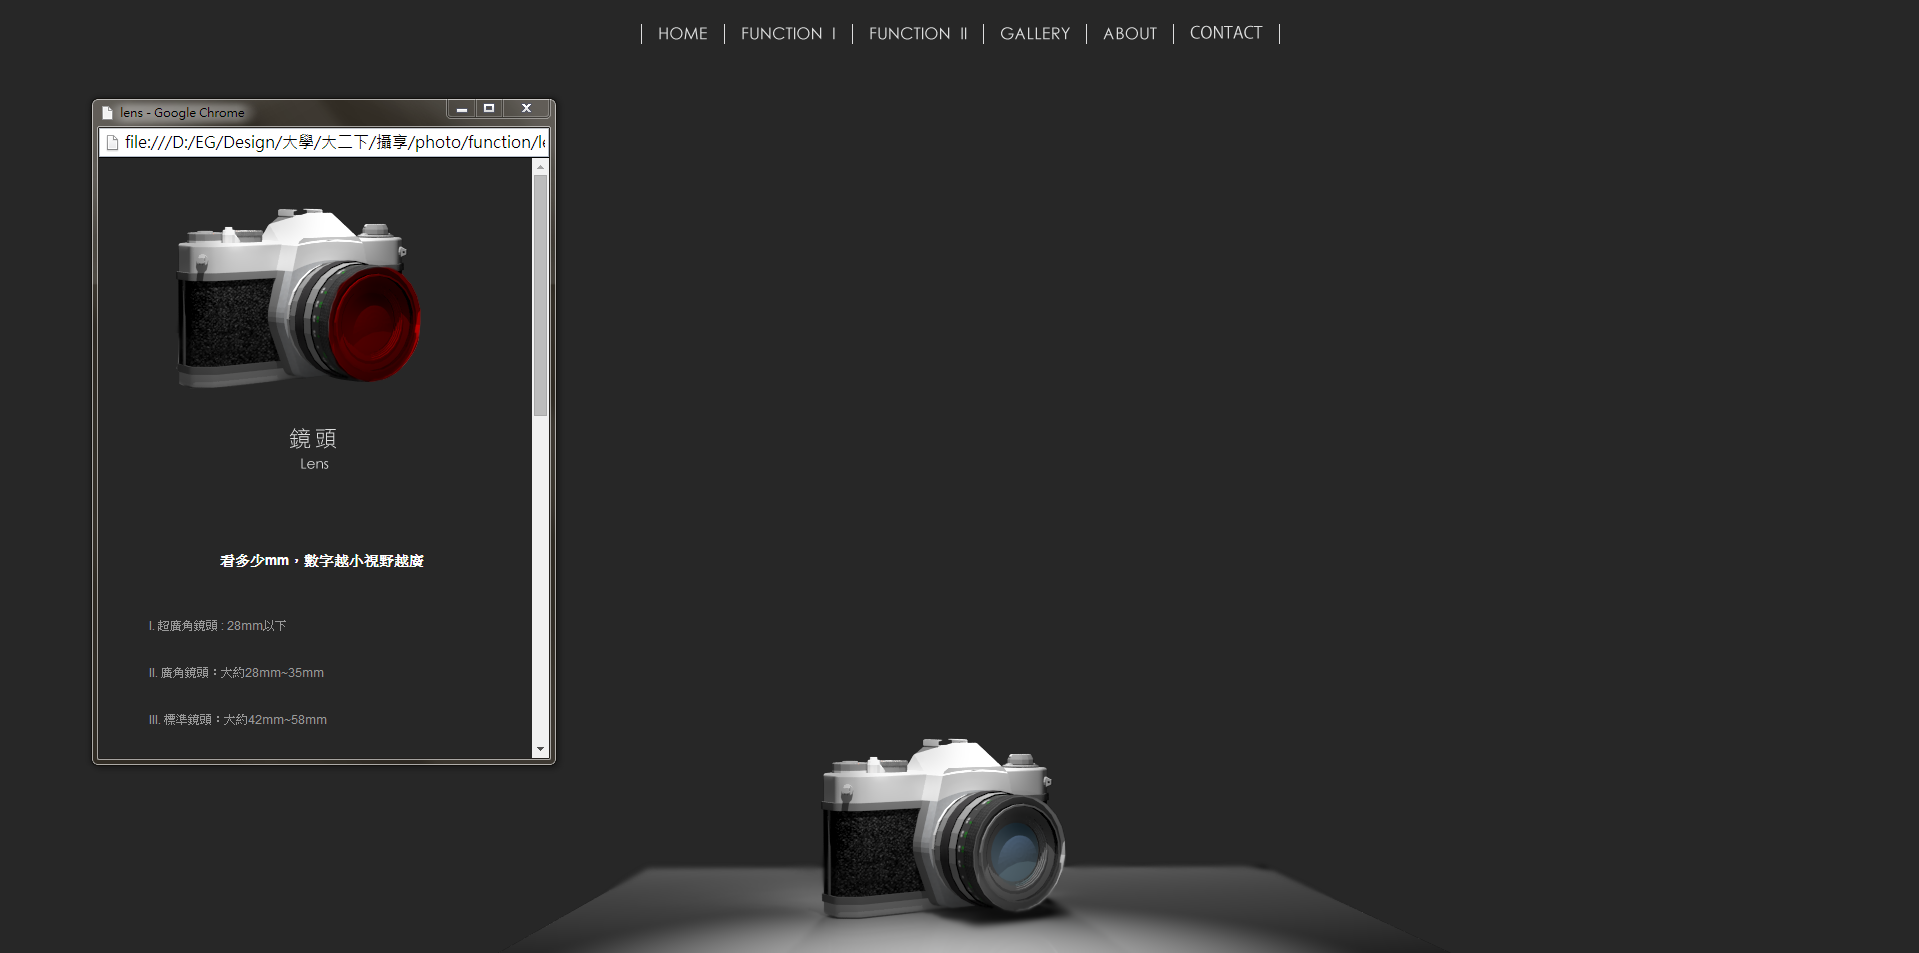 HOME FUNCTION I FUNCTION II GALLERY ABOUT CONTACT
lens - Google Chrome
file:///D:/EG/Design/大學/大二下/攝享/photo/function/le
鏡頭
Lens
看多少mm，數字越小視野越廣
I. 超廣角鏡頭 : 28mm以下
II. 廣角鏡頭：大約28mm~35mm
III. 標準鏡頭：大約42mm~58mm